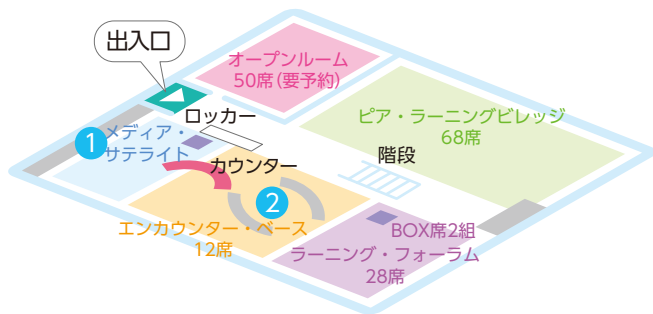 出入口
オープンルーム
50席(要予約)
ロッカー
ピア・ラーニングビレッジ
68席
1
メディア・
サテライト
カウンター
階段
2
エンカウンター・ベース
12席
BOX席2組
ラーニング・フォーラム
28席